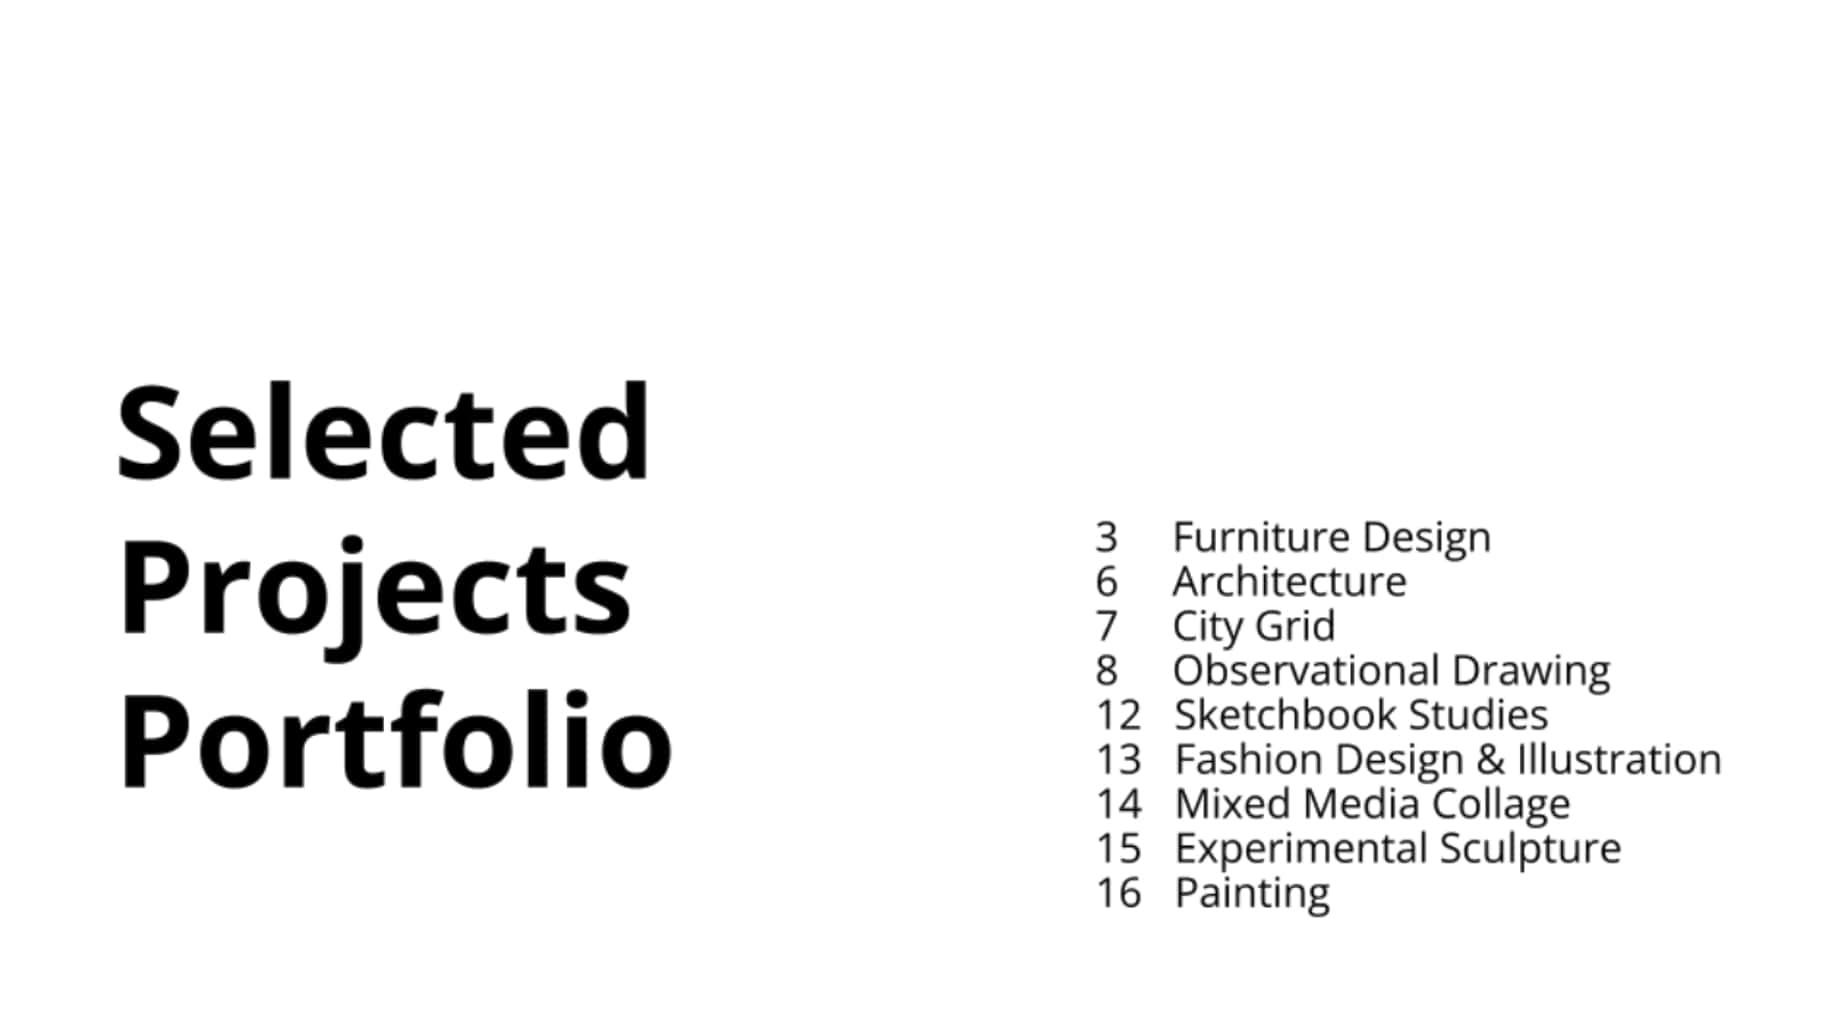 Selected
Projects
Portfolio
3 Furniture Design
6 Architecture
7 City Grid
8 Observational Drawing
12 Sketchbook Studies
13 Fashion Design & Illustration
14 Mixed Media Collage
15 Experimental Sculpture
16 Painting